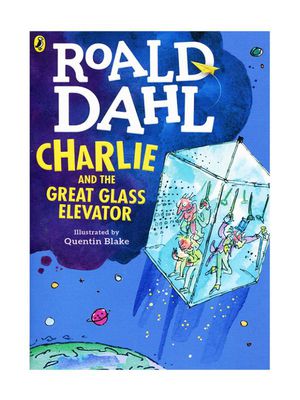 ROALD
DAHL
CHARLIE
AND THE
GREAT GLASS
ELEVATOR
Illustrated by
Quentin Blake